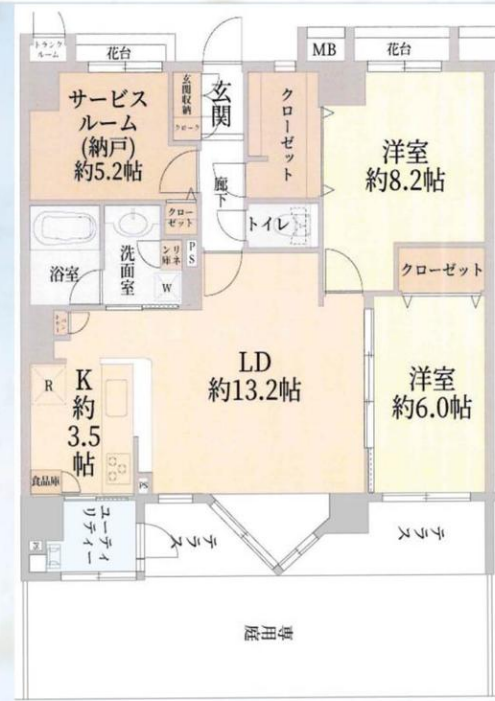 トランク
ルーム
花台
MB
花台
サービス
ルーム
(納戸)
約5.2帖
玄関収納
クローク
玄関
クローゼット
洋室
約8.2帖
廊下
クロー
ゼット
トイレ
浴室
洗面室
リネ
ン庫
PS
W
クローゼット
R
K
約
3.5
帖
LD
約13.2帖
洋室
約6.0帖
食品庫
PS
ユーティ
リティー
テラス
テラス
専用庭